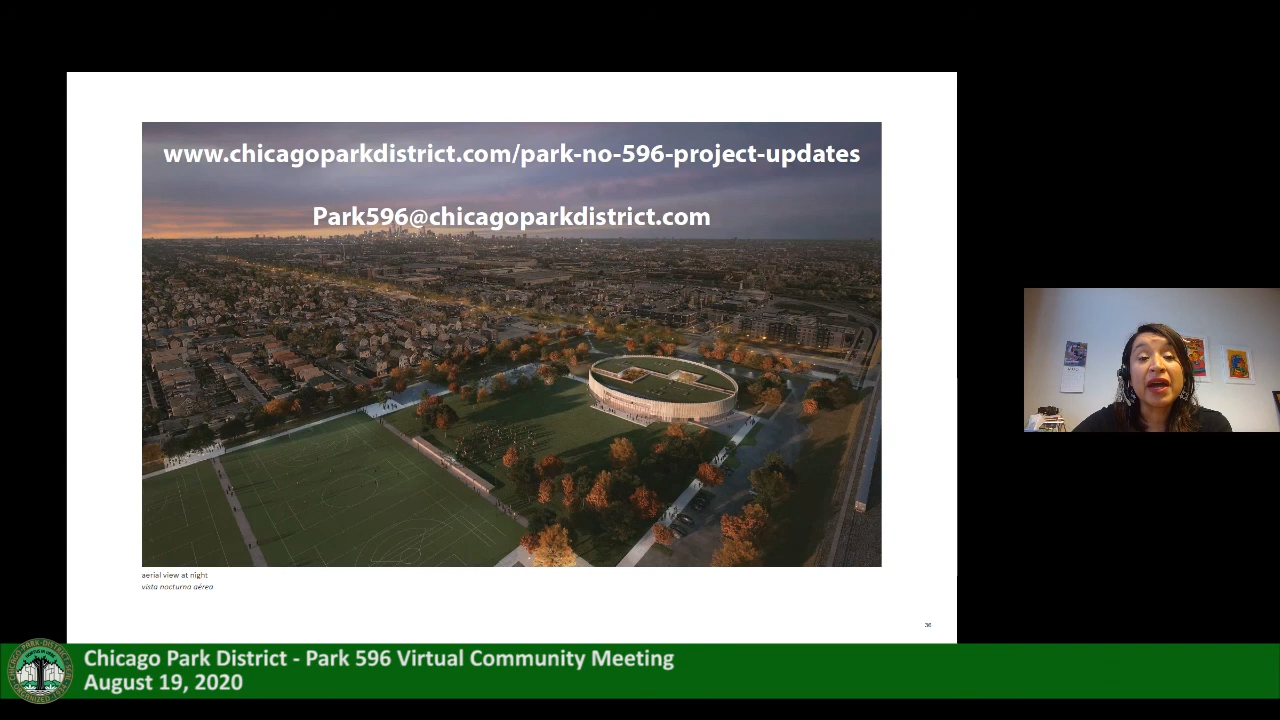 www.chicagoparkdistrict.com/park-no-596-project-updates
Park596@chicagoparkdistrict.com
aerial view at night
vista nocturna aérea
36
Chicago Park District - Park 596 Virtual Community Meeting
August 19, 2020